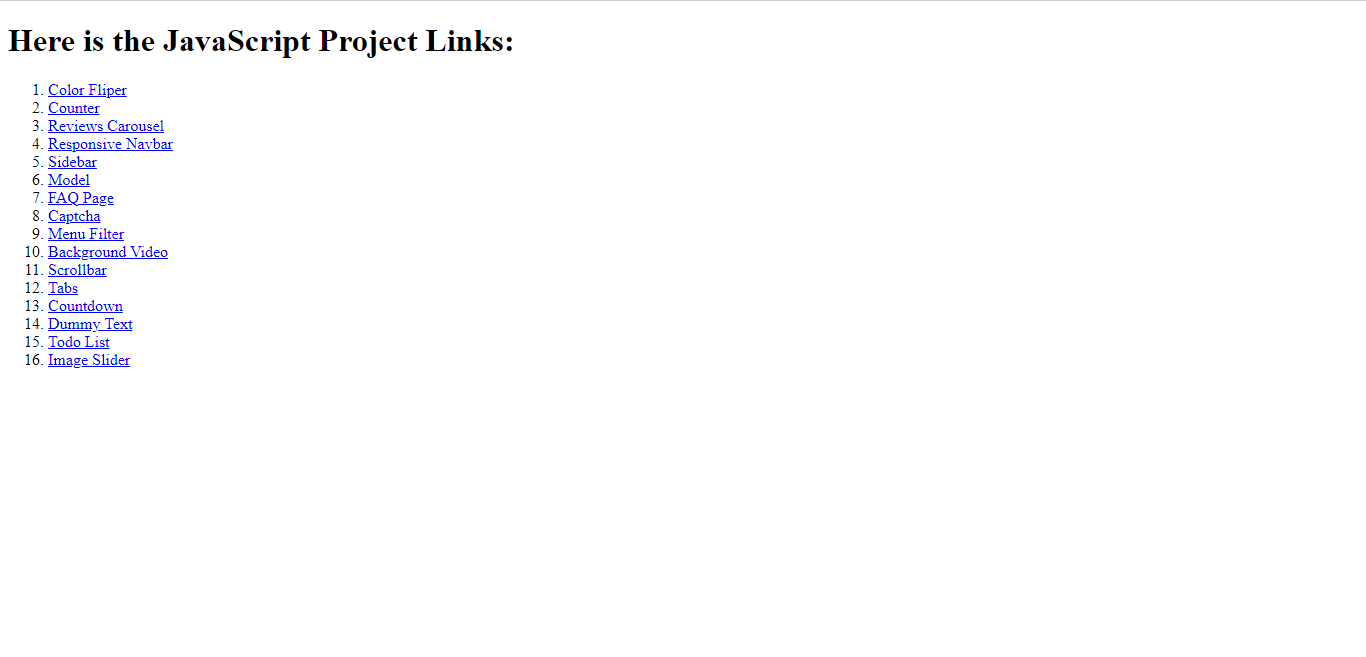 Here is the JavaScript Project Links:
1. Color Fliper
2. Counter
3. Reviews Carousel
4. Responsive Navbar
5. Sidebar
6. Model
7. FAQ Page
8. Captcha
9. Menu Filter
10. Background Video
11. Scrollbar
12. Tabs
13. Countdown
14. Dummy Text
15. Todo List
16. Image Slider